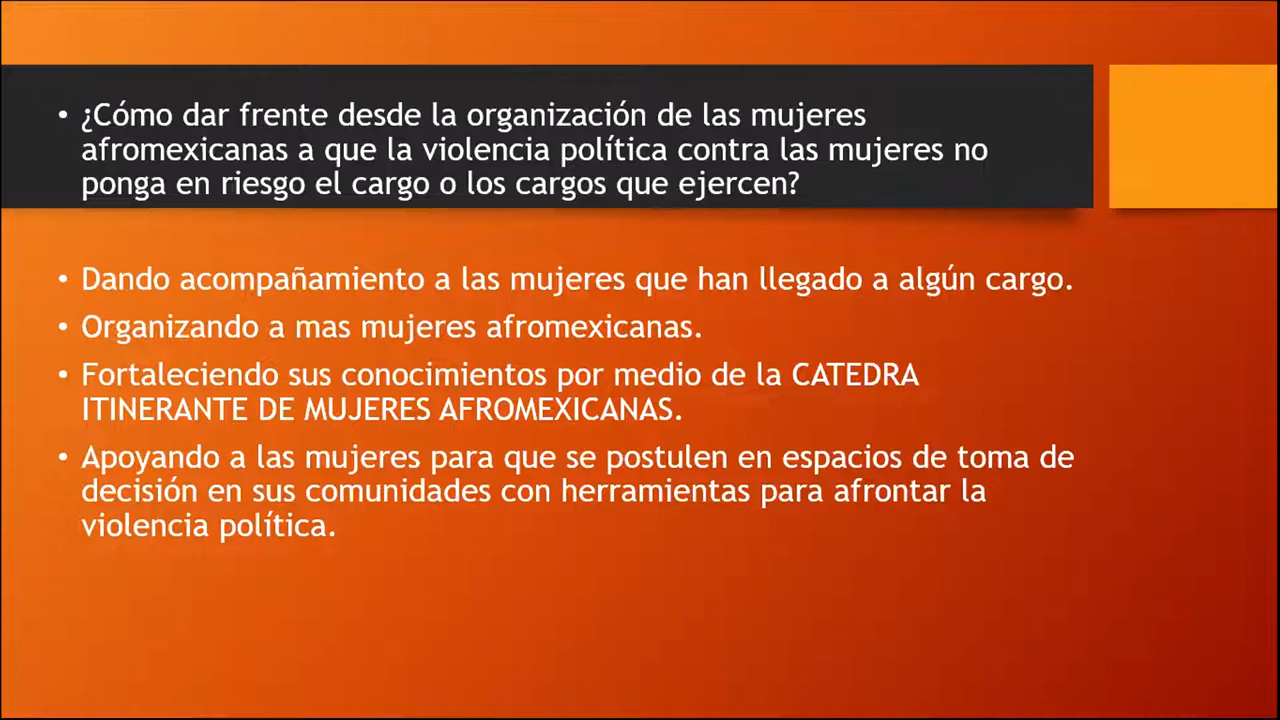 • ¿Cómo dar frente desde la organización de las mujeres
afromexicanas a que la violencia política contra las mujeres no
ponga en riesgo el cargo o los cargos que ejercen?
• Dando acompañamiento a las mujeres que han llegado a algún cargo.
• Organizando a mas mujeres afromexicanas.
• Fortaleciendo sus conocimientos por medio de la CATEDRA
ITINERANTE DE MUJERES AFROMEXICANAS.
• Apoyando a las mujeres para que se postulen en espacios de toma de
decisión en sus comunidades con herramientas para afrontar la
violencia política.